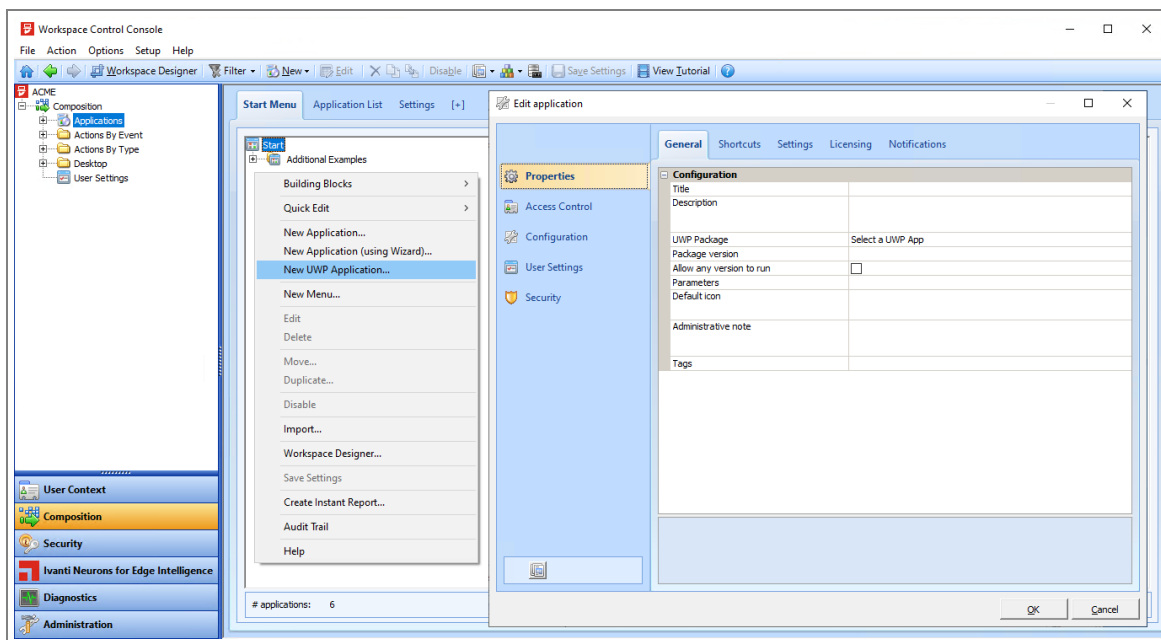 Workspace Control Console
File Action Options Setup Help
Workspace Designer Filter New Edit Disable Save Settings View Tutorial
ACME
Composition
Applications
Actions By Event
Actions By Type
Desktop
User Settings
User Context
Composition
Security
Ivanti Neurons for Edge Intelligence
Diagnostics
Administration
Start Menu Application List Settings [+]
Start
Additional Examples
Building Blocks
Quick Edit
New Application...
New Application (using Wizard)...
New UWP Application...
New Menu...
Edit
Delete
Move...
Duplicate...
Disable
Import...
Workspace Designer...
Save Settings
Create Instant Report...
Audit Trail
Help
# applications: 6
Edit application
Properties
Access Control
Configuration
User Settings
Security
General Shortcuts Settings Licensing Notifications
Configuration
Title
Description
UWP Package Select a UWP App
Package version
Allow any version to run
Parameters
Default icon
Administrative note
Tags
OK Cancel